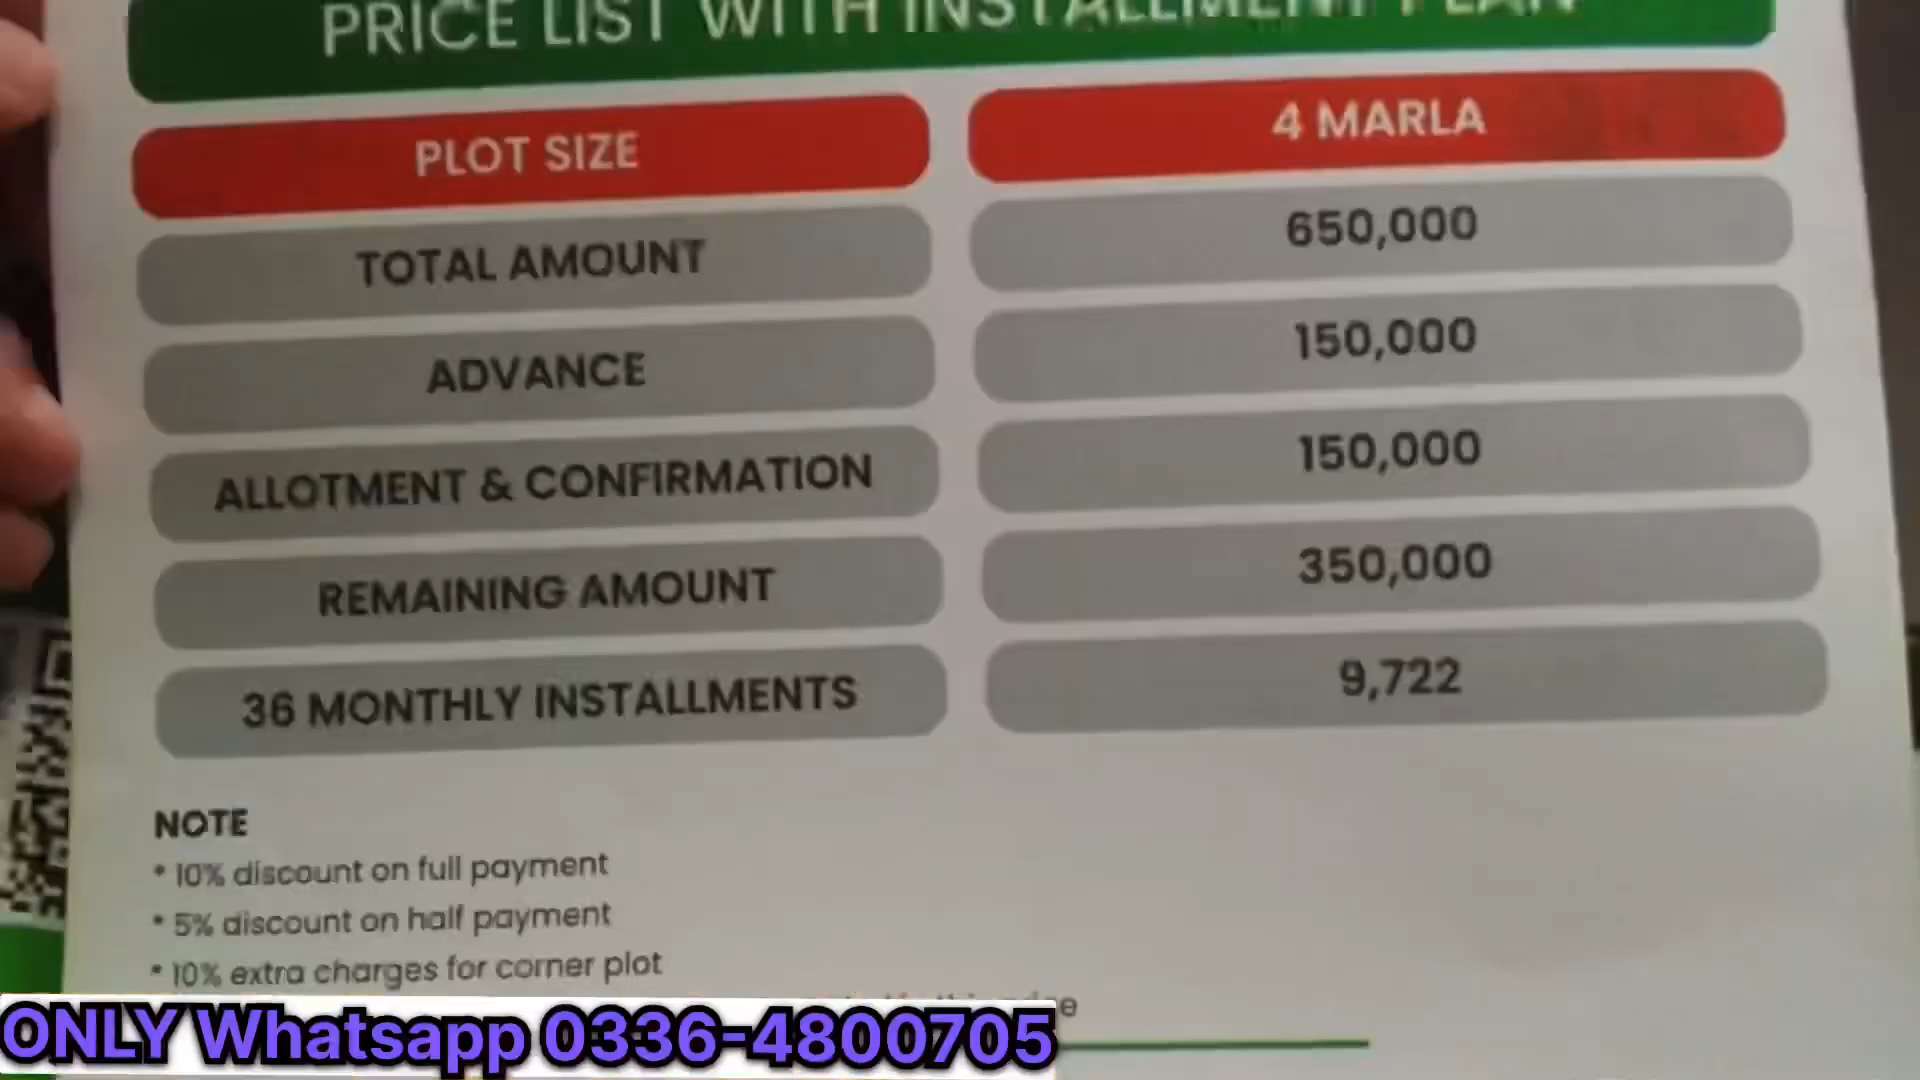 PRICE LIST WITH INSTALLMENT PLAN
PLOT SIZE 4 MARLA
TOTAL AMOUNT 650,000
ADVANCE 150,000
ALLOTMENT & CONFIRMATION 150,000
REMAINING AMOUNT 350,000
36 MONTHLY INSTALLMENTS 9,722
NOTE
* 10% discount on full payment
* 5% discount on half payment
* 10% extra charges for corner plot
ONLY Whatsapp 0336-4800705